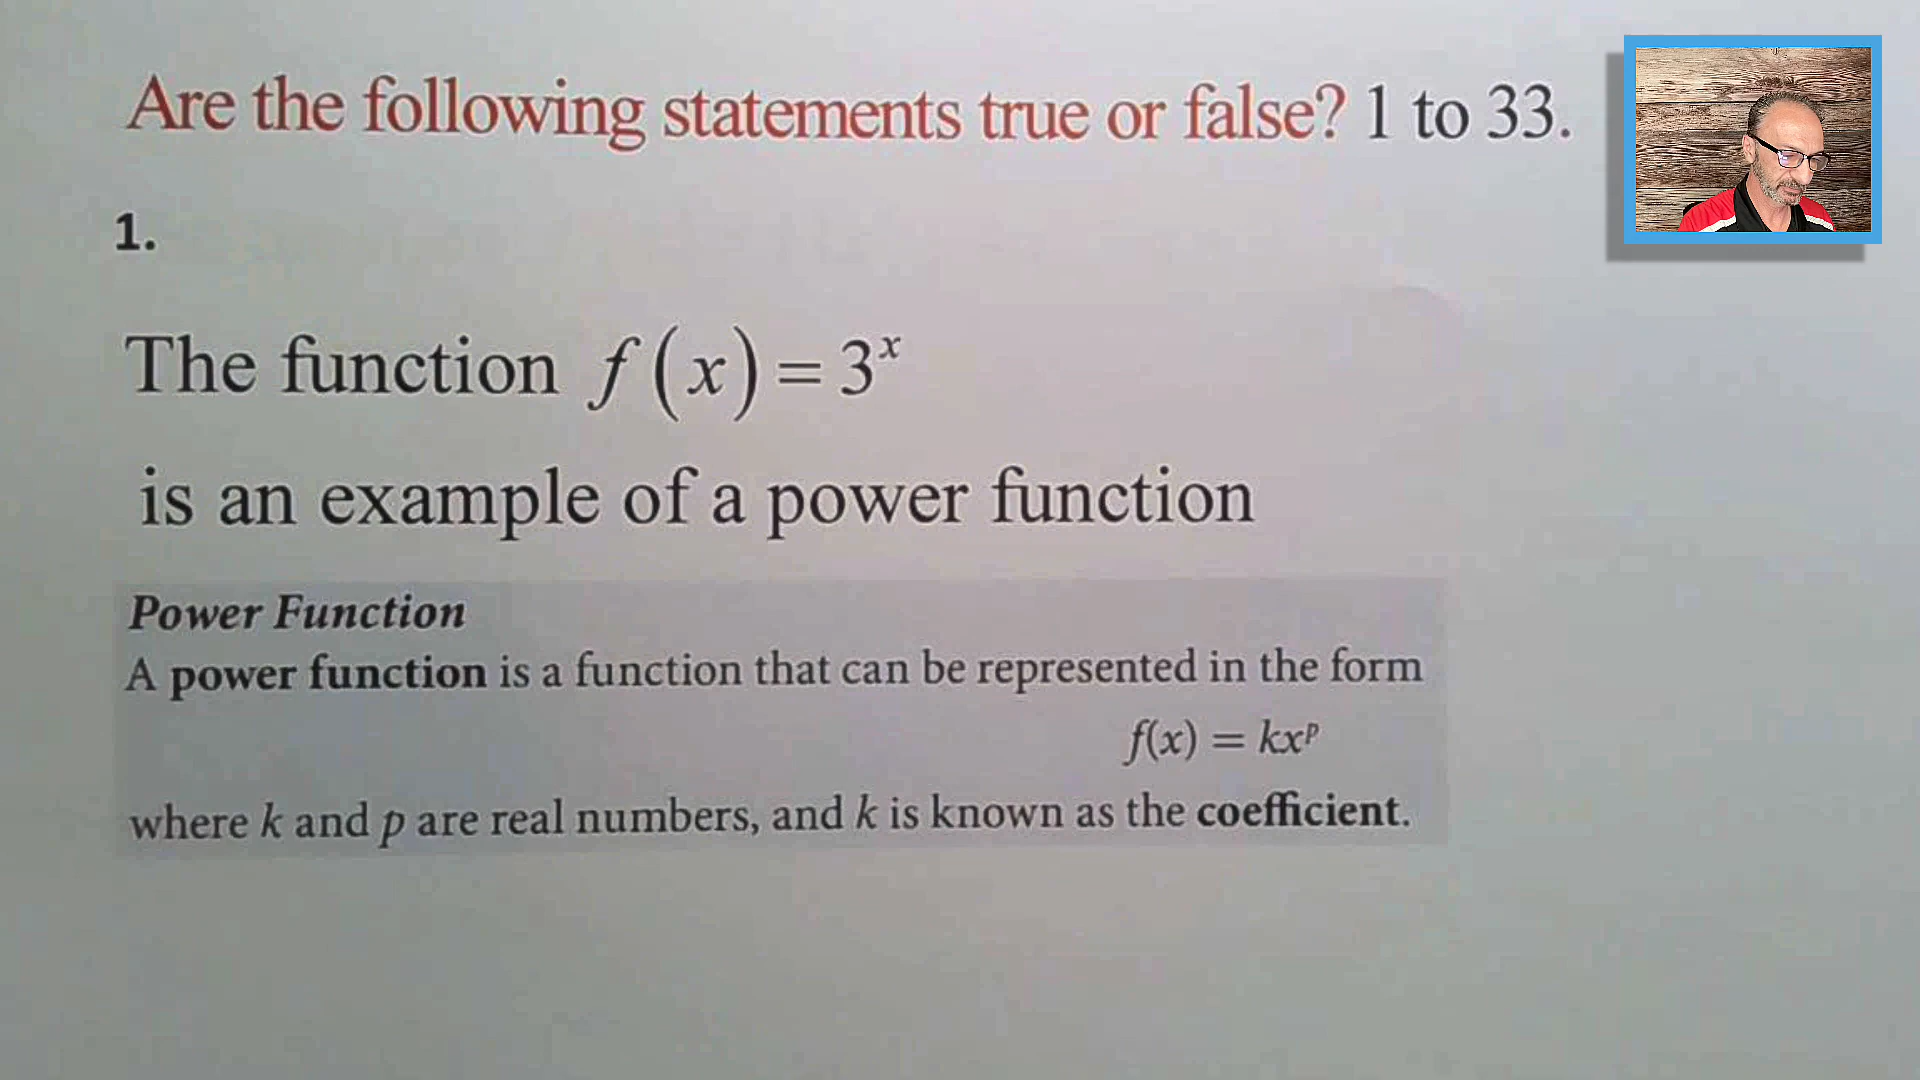 Are the following statements true or false? 1 to 33.
1.
The function f(x) = 3ˣ
is an example of a power function
Power Function
A power function is a function that can be represented in the form
f(x) = kxᵖ
where k and p are real numbers, and k is known as the coefficient.